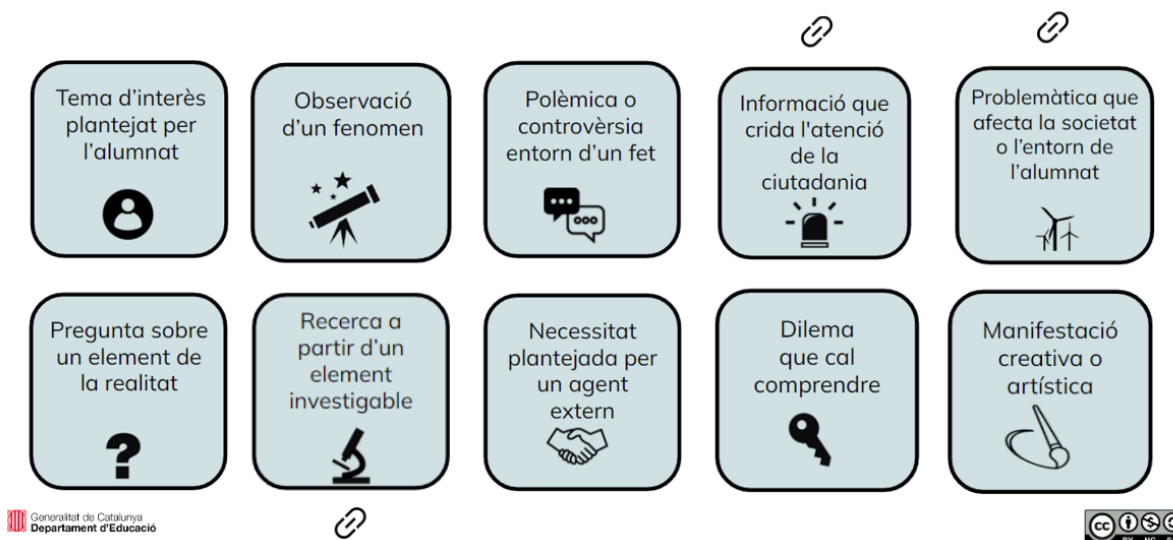 Tema d'interès
plantejat per
l'alumnat
Observació
d'un fenomen
Polèmica o
controvèrsia
entorn d'un fet
Informació que
crida l'atenció
de la
ciutadania
Problemàtica que
afecta la societat
o l'entorn de
l'alumnat
Pregunta sobre
un element de
la realitat
Recerca a
partir d'un
element
investigable
Necessitat
plantejada per
un agent
extern
Dilema
que cal
comprendre
Manifestació
creativa o
artística
Generalitat de Catalunya
Departament d'Educació
cc